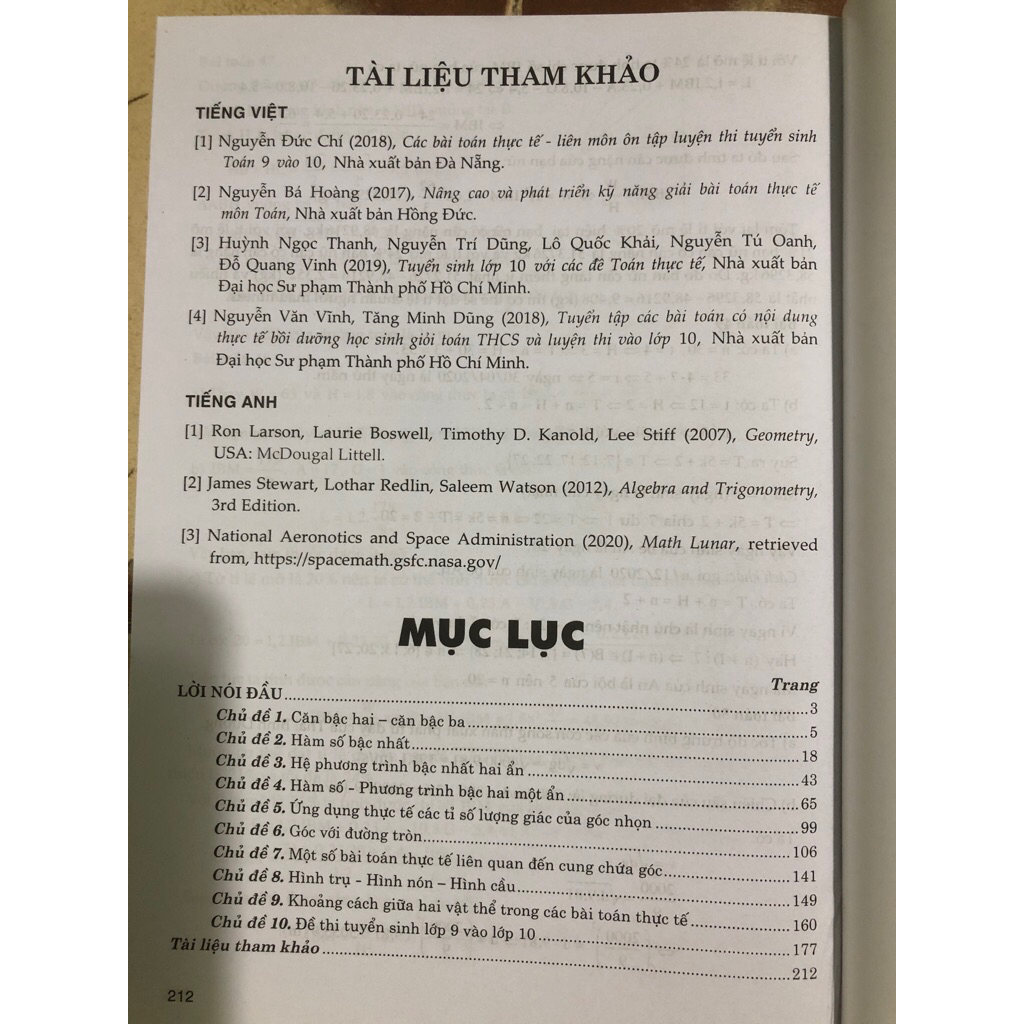 TÀI LIỆU THAM KHẢO
TIẾNG VIỆT
[1] Nguyễn Đức Chí (2018), Các bài toán thực tế - liên môn ôn tập luyện thi tuyển sinh
Toán 9 vào 10, Nhà xuất bản Đà Nẵng.
[2] Nguyễn Bá Hoàng (2017), Nâng cao và phát triển kỹ năng giải bài toán thực tế
môn Toán, Nhà xuất bản Hồng Đức.
[3] Huỳnh Ngọc Thanh, Nguyễn Trí Dũng, Lô Quốc Khải, Nguyễn Tú Oanh,
Đỗ Quang Vinh (2019), Tuyển sinh lớp 10 với các đề Toán thực tế, Nhà xuất bản
Đại học Sư phạm Thành phố Hồ Chí Minh.
[4] Nguyễn Văn Vĩnh, Tăng Minh Dũng (2018), Tuyển tập các bài toán có nội dung
thực tế bồi dưỡng học sinh giỏi toán THCS và luyện thi vào lớp 10, Nhà xuất bản
Đại học Sư phạm Thành phố Hồ Chí Minh.
TIẾNG ANH
[1] Ron Larson, Laurie Boswell, Timothy D. Kanold, Lee Stiff (2007), Geometry,
USA: McDougal Littell.
[2] James Stewart, Lothar Redlin, Saleem Watson (2012), Algebra and Trigonometry,
3rd Edition.
[3] National Aeronotics and Space Administration (2020), Math Lunar, retrieved
from, https://spacemath.gsfc.nasa.gov/
MỤC LỤC
Trang
LỜI NÓI ĐẦU 3
Chủ đề 1. Căn bậc hai – căn bậc ba 5
Chủ đề 2. Hàm số bậc nhất 18
Chủ đề 3. Hệ phương trình bậc nhất hai ẩn 43
Chủ đề 4. Hàm số - Phương trình bậc hai một ẩn 65
Chủ đề 5. Ứng dụng thực tế các tỉ số lượng giác của góc nhọn 99
Chủ đề 6. Góc với đường tròn 106
Chủ đề 7. Một số bài toán thực tế liên quan đến cung chứa góc 141
Chủ đề 8. Hình trụ - Hình nón – Hình cầu 149
Chủ đề 9. Khoảng cách giữa hai vật thể trong các bài toán thực tế 160
Chủ đề 10. Đề thi tuyển sinh lớp 9 vào lớp 10 177
Tài liệu tham khảo 212
212